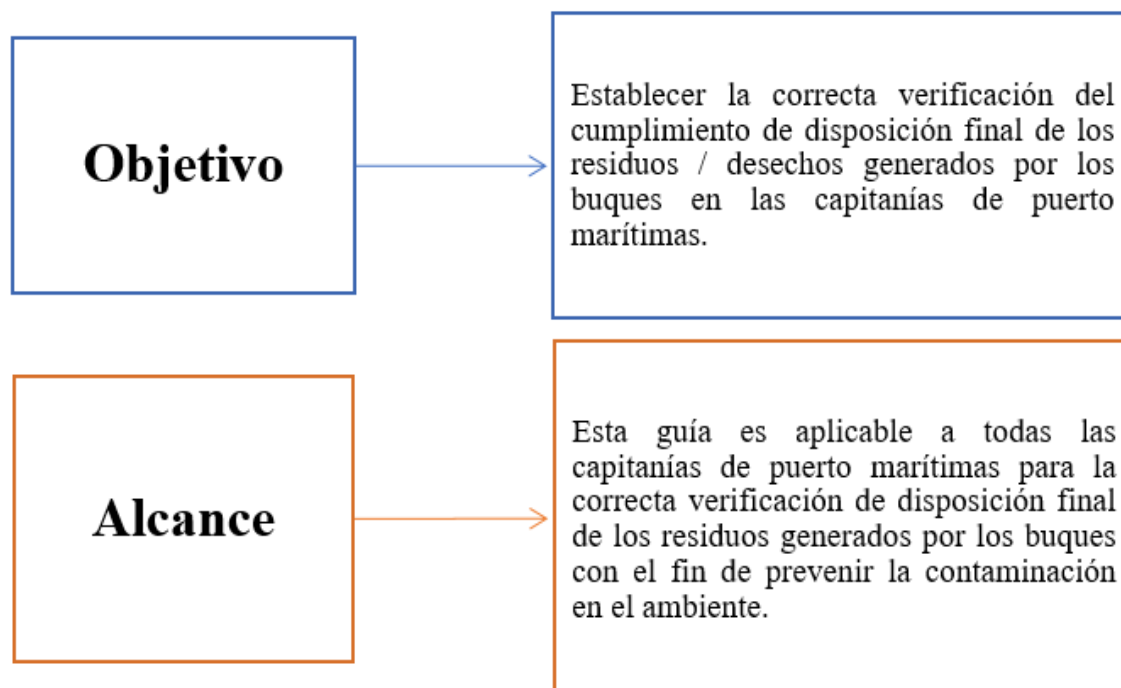 Objetivo
Establecer la correcta verificación del
cumplimiento de disposición final de los
residuos / desechos generados por los
buques en las capitanías de puerto
marítimas.
Alcance
Esta guía es aplicable a todas las
capitanías de puerto marítimas para la
correcta verificación de disposición final
de los residuos generados por los buques
con el fin de prevenir la contaminación
en el ambiente.